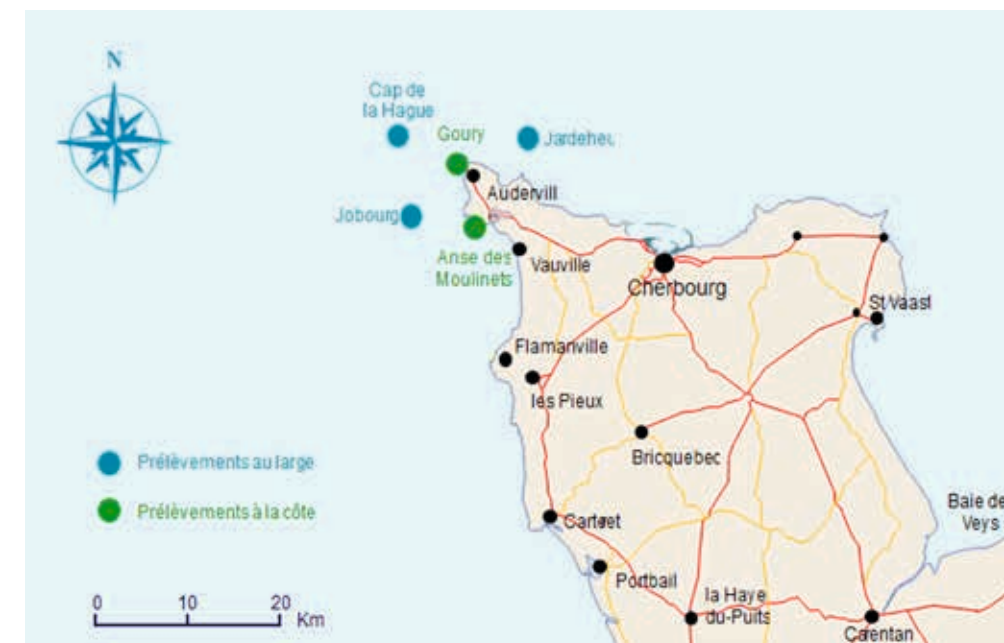 N
Cap de
la Hague
Goury
Jardeheu
Audervill
Jobourg
Anse des
Moulinets
Vauville
Cherbourg
St Vaast
Flamanville
les Pieux
Prélèvements au large
Bricquebec
Prélèvements à la côte
Baie de
Veys
Carteret
Portbail
la Haye
du-Puits
0 10 20
Km
Carentan